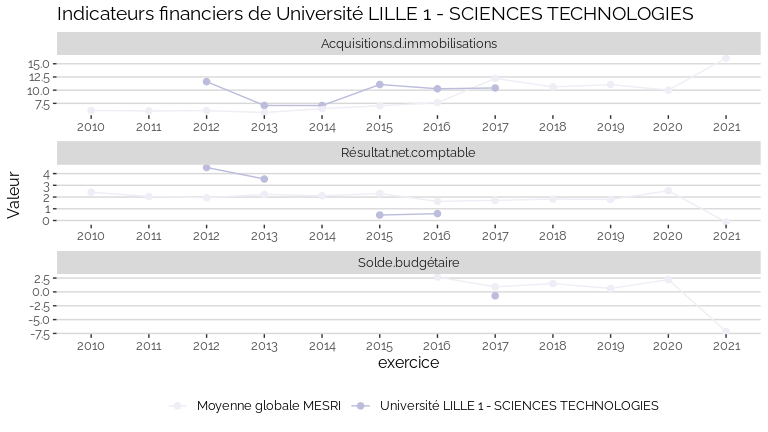 Indicateurs financiers de Université LILLE 1 - SCIENCES TECHNOLOGIES
Acquisitions.d.immobilisations
15.0
12.5
10.0
7.5
2010 2011 2012 2013 2014 2015 2016 2017 2018 2019 2020 2021
Résultat.net.comptable
4
3
2
1
0
2010 2011 2012 2013 2014 2015 2016 2017 2018 2019 2020 2021
Valeur
Solde.budgétaire
2.5
0.0
-2.5
-5.0
-7.5
2010 2011 2012 2013 2014 2015 2016 2017 2018 2019 2020 2021
exercice
Moyenne globale MESRI Université LILLE 1 - SCIENCES TECHNOLOGIES